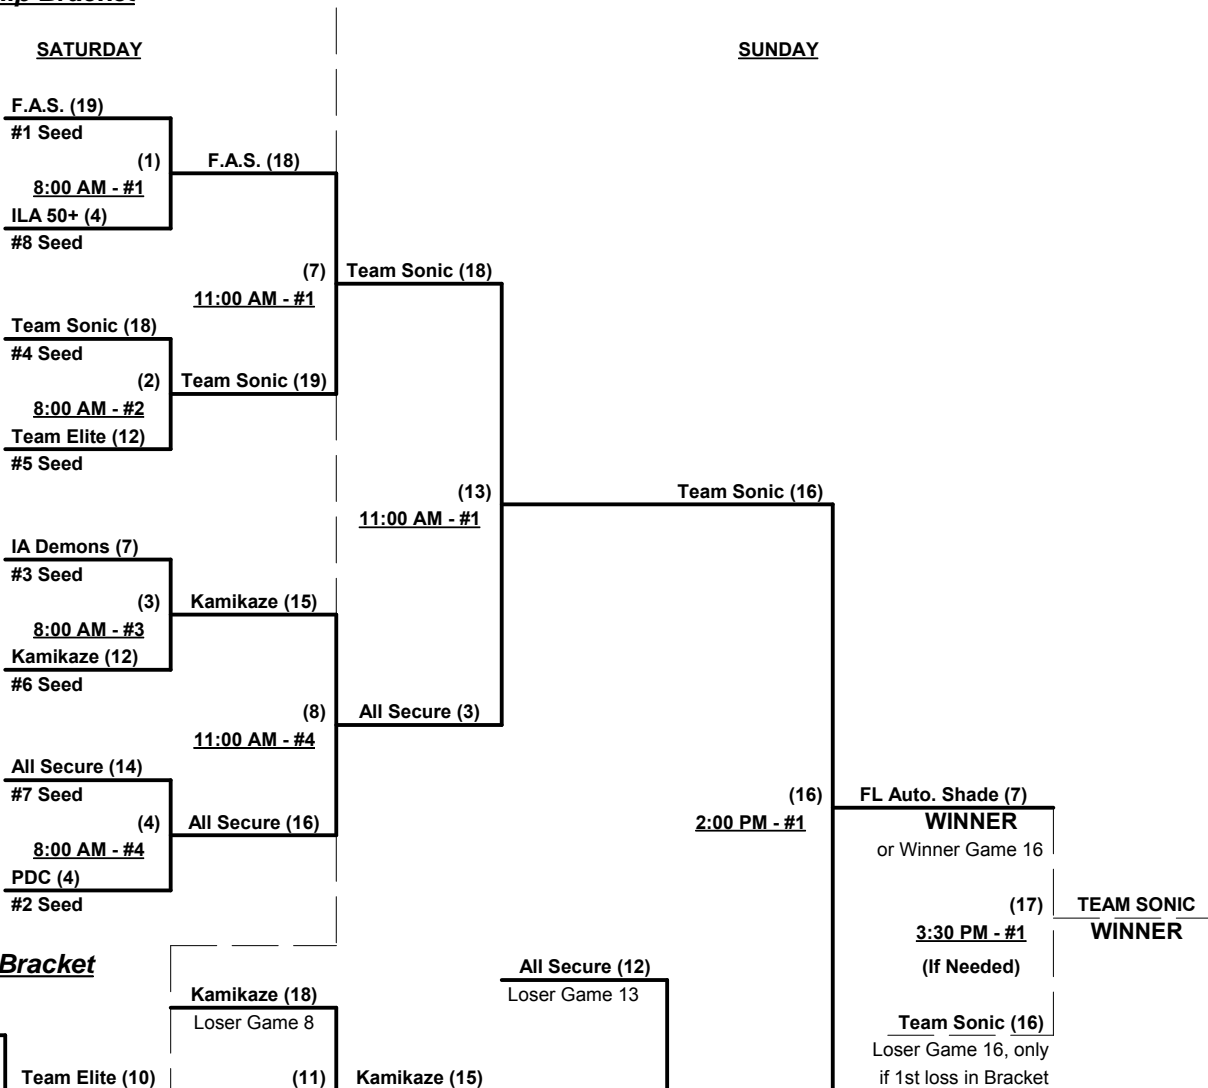 SATURDAY
SUNDAY
F.A.S. (19)
#1 Seed
(1)
F.A.S. (18)
8:00 AM - #1
ILA 50+ (4)
#8 Seed
(7)
Team Sonic (18)
11:00 AM - #1
Team Sonic (18)
#4 Seed
(2)
Team Sonic (19)
8:00 AM - #2
Team Elite (12)
#5 Seed
(13)
Team Sonic (16)
11:00 AM - #1
IA Demons (7)
#3 Seed
(3)
Kamikaze (15)
8:00 AM - #3
Kamikaze (12)
#6 Seed
(8)
All Secure (3)
11:00 AM - #4
All Secure (14)
#7 Seed
(16)
FL Auto. Shade (7)
(4)
All Secure (16)
2:00 PM - #1
WINNER
8:00 AM - #4
or Winner Game 16
PDC (4)
#2 Seed
(17)
TEAM SONIC
3:30 PM - #1
WINNER
Bracket
All Secure (12)
(If Needed)
Kamikaze (18)
Loser Game 13
Loser Game 8
Team Sonic (16)
Loser Game 16, only
Team Elite (10)
(11)
Kamikaze (15)
if 1st loss in Bracket